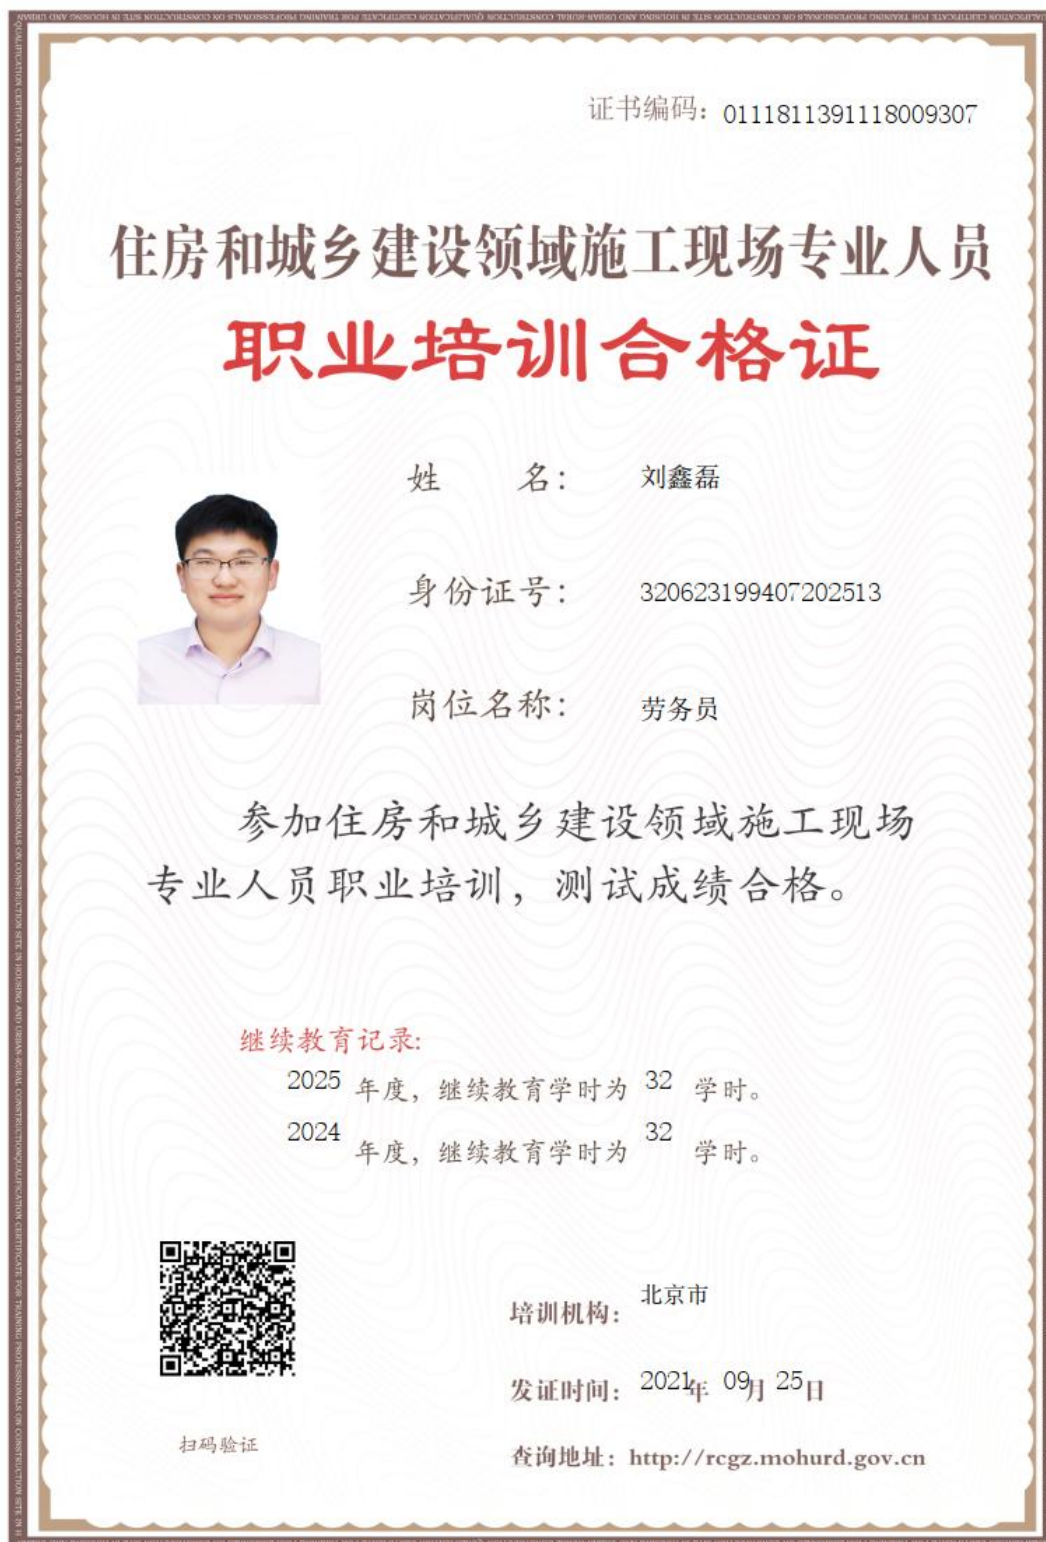 证书编码：0111811391118009307
住房和城乡建设领域施工现场专业人员
职业培训合格证
姓 名：刘鑫磊
身份证号：320623199407202513
岗位名称：劳务员
参加住房和城乡建设领域施工现场
专业人员职业培训，测试成绩合格。
继续教育记录:
2025 年度，继续教育学时为 32 学时。
2024 年度，继续教育学时为 32 学时。
培训机构：北京市
发证时间：2021年 09月 25日
扫码验证
查询地址：http://rcgz.mohurd.gov.cn